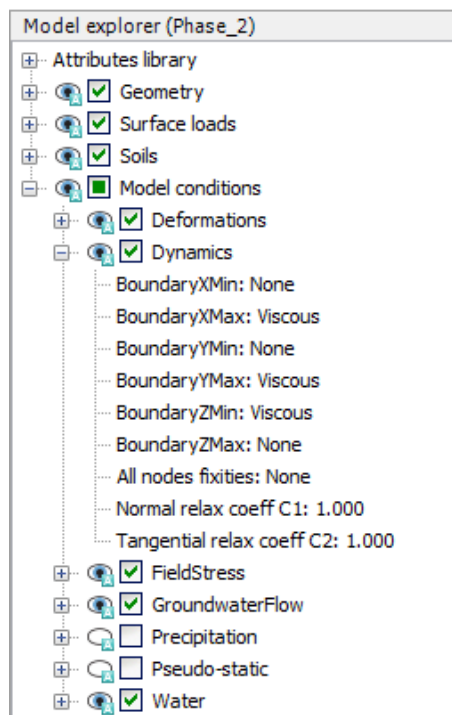 Model explorer (Phase_2)
Attributes library
Geometry
Surface loads
Soils
Model conditions
Deformations
Dynamics
BoundaryXMin: None
BoundaryXMax: Viscous
BoundaryYMin: None
BoundaryYMax: Viscous
BoundaryZMin: Viscous
BoundaryZMax: None
All nodes fixities: None
Normal relax coeff C1: 1.000
Tangential relax coeff C2: 1.000
FieldStress
GroundwaterFlow
Precipitation
Pseudo-static
Water